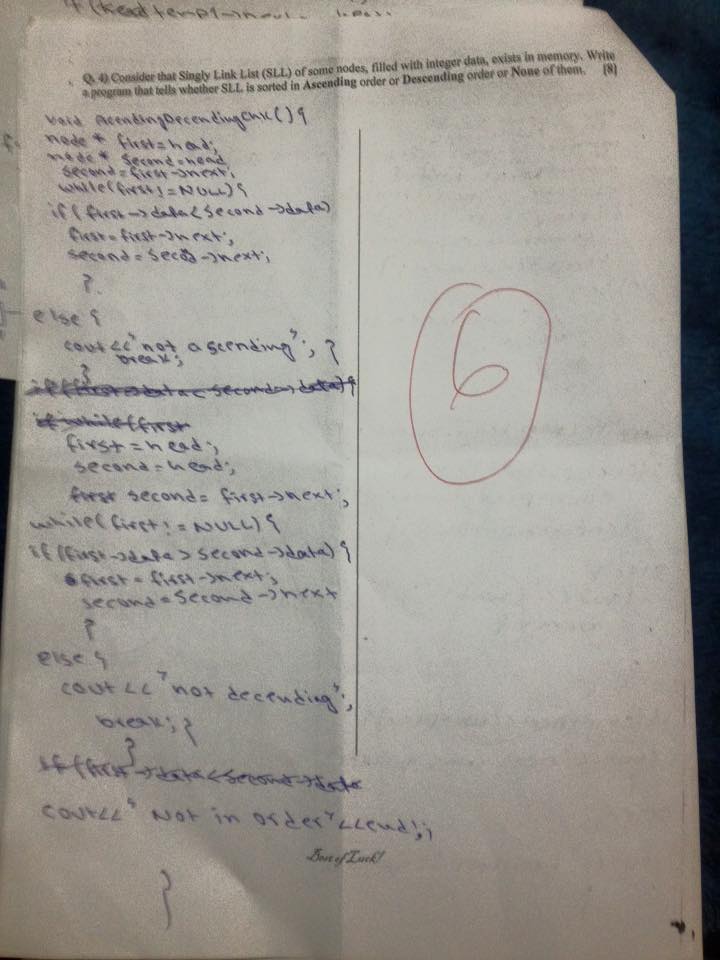 if(head temp1->
Q. 4) Consider that Singly Link List (SLL) of some nodes, filled with integer data, exists in memory. Write
a program that tells whether SLL is sorted in Ascending order or Descending order or None of them. [8]
void AcendingDecendingChk(){
node * first=head;
node * second=head
second=first->next;
while(first!=NULL){
if(first->data<second->data)
first=first->next;
second=secod->next;
}
else {
cout<<"not ascending"; }
break;
}
if(first->data<second->data){
if while(first
first=head;
second=head;
first second=first->next;
while(first!=NULL){
if(first->data>second->data){
first=first->next;
second=second->next
}
else {
cout<<"not decending";
break; }
}
if(first->data<second->data
cout<<"Not in order"<<endl;
Best of Luck!
}
6